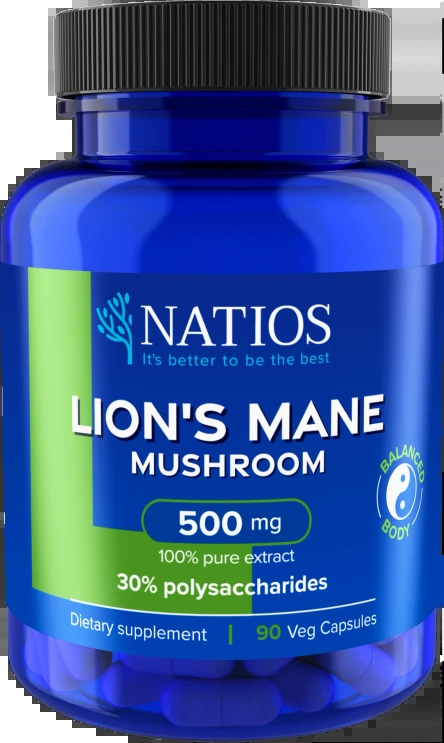 NATIOS
It's better to be the best
LION'S MANE
MUSHROOM
BALANCED
BODY
500 mg
100% pure extract
30% polysaccharides
Dietary supplement | 90 Veg Capsules